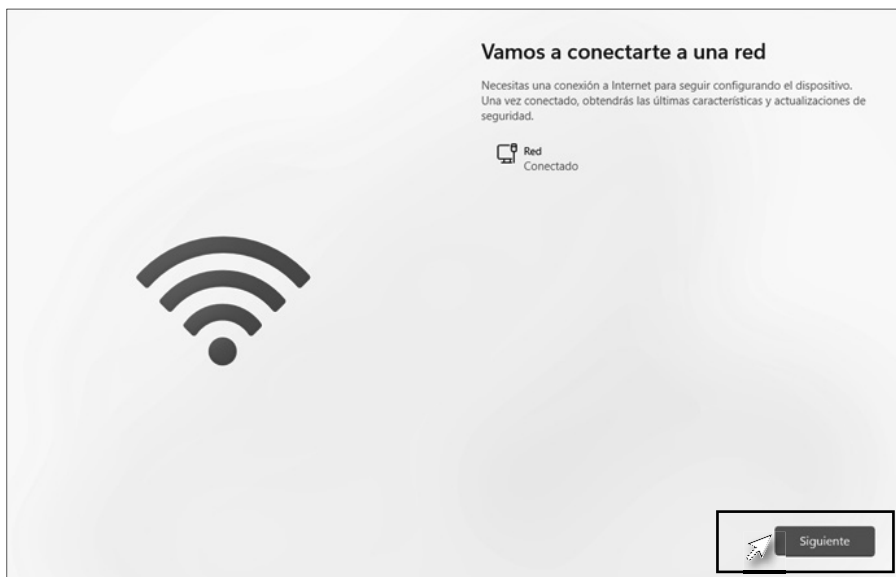 Vamos a conectarte a una red
Necesitas una conexión a Internet para seguir configurando el dispositivo.
Una vez conectado, obtendrás las últimas características y actualizaciones de
seguridad.
Red
Conectado
Siguiente